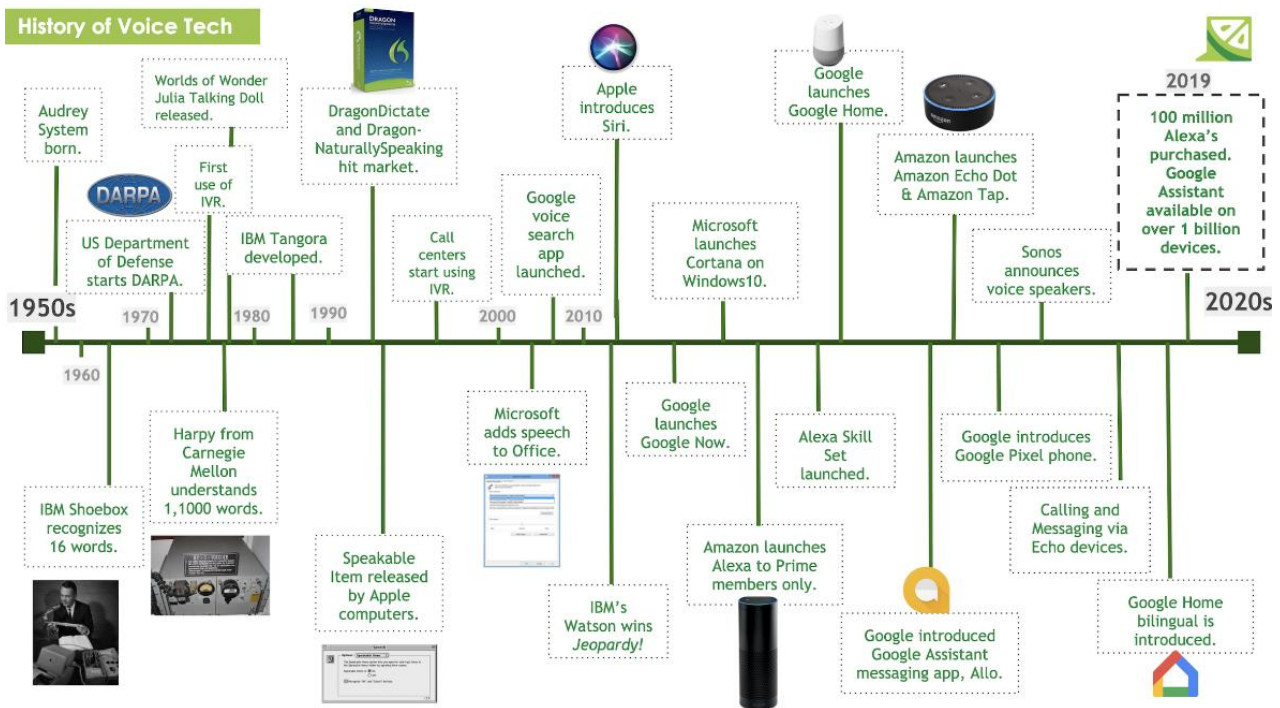 History of Voice Tech
Audrey
System
born.
Worlds of Wonder
Julia Talking Doll
released.
DARPA
US Department
of Defense
starts DARPA.
First
use of
IVR.
IBM Tangora
developed.
DRAGON
DragonDictate
and Dragon-
NaturallySpeaking
hit market.
Call
centers
start using
IVR.
Google
voice
search
app
launched.
Apple
introduces
Siri.
Microsoft
launches
Cortana on
Windows10.
Google
launches
Google Home.
amazon
Amazon launches
Amazon Echo Dot
& Amazon Tap.
Sonos
announces
voice speakers.
2019
100 million
Alexa's
purchased.
Google
Assistant
available on
over 1 billion
devices.
1950s
1960
1970
1980
1990
2000
2010
2020s
IBM Shoebox
recognizes
16 words.
Harpy from
Carnegie
Mellon
understands
1,1000 words.
Speakable
Item released
by Apple
computers.
Microsoft
adds speech
to Office.
IBM's
Watson wins
Jeopardy!
Google
launches
Google Now.
Amazon launches
Alexa to Prime
members only.
Alexa Skill
Set
launched.
Google introduced
Google Assistant
messaging app, Allo.
Google introduces
Google Pixel phone.
Calling and
Messaging via
Echo devices.
Google Home
bilingual is
introduced.